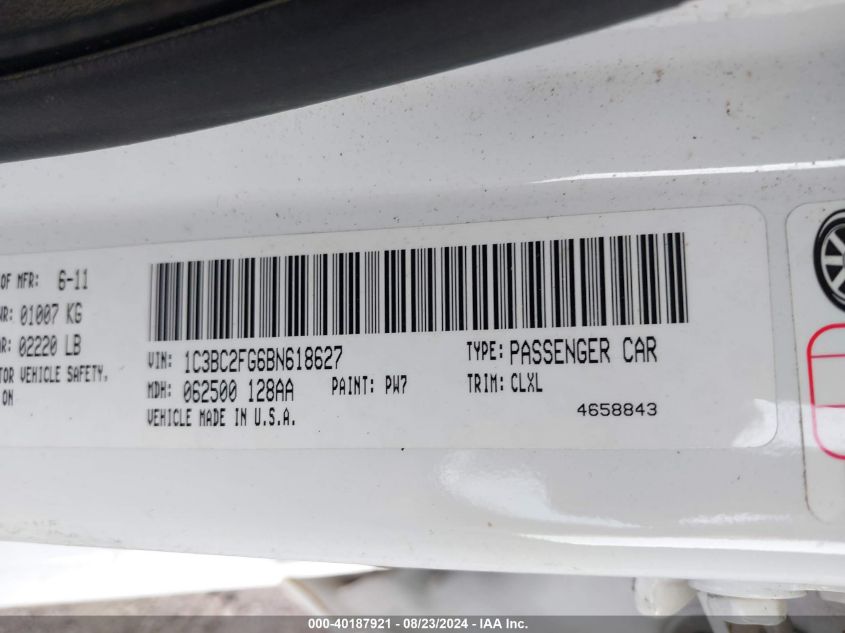 OF MFR: 6-11
WR: 01007 KG
R: 02220 LB
TOR VEHICLE SAFETY,
ON
VIN: 1C3BC2FG6BN618627
TYPE: PASSENGER CAR
MDH: 062500 128AA
PAINT: PW7
TRIM: CLXL
VEHICLE MADE IN U.S.A.
4658843
000-40187921 - 08/23/2024 - IAA Inc.